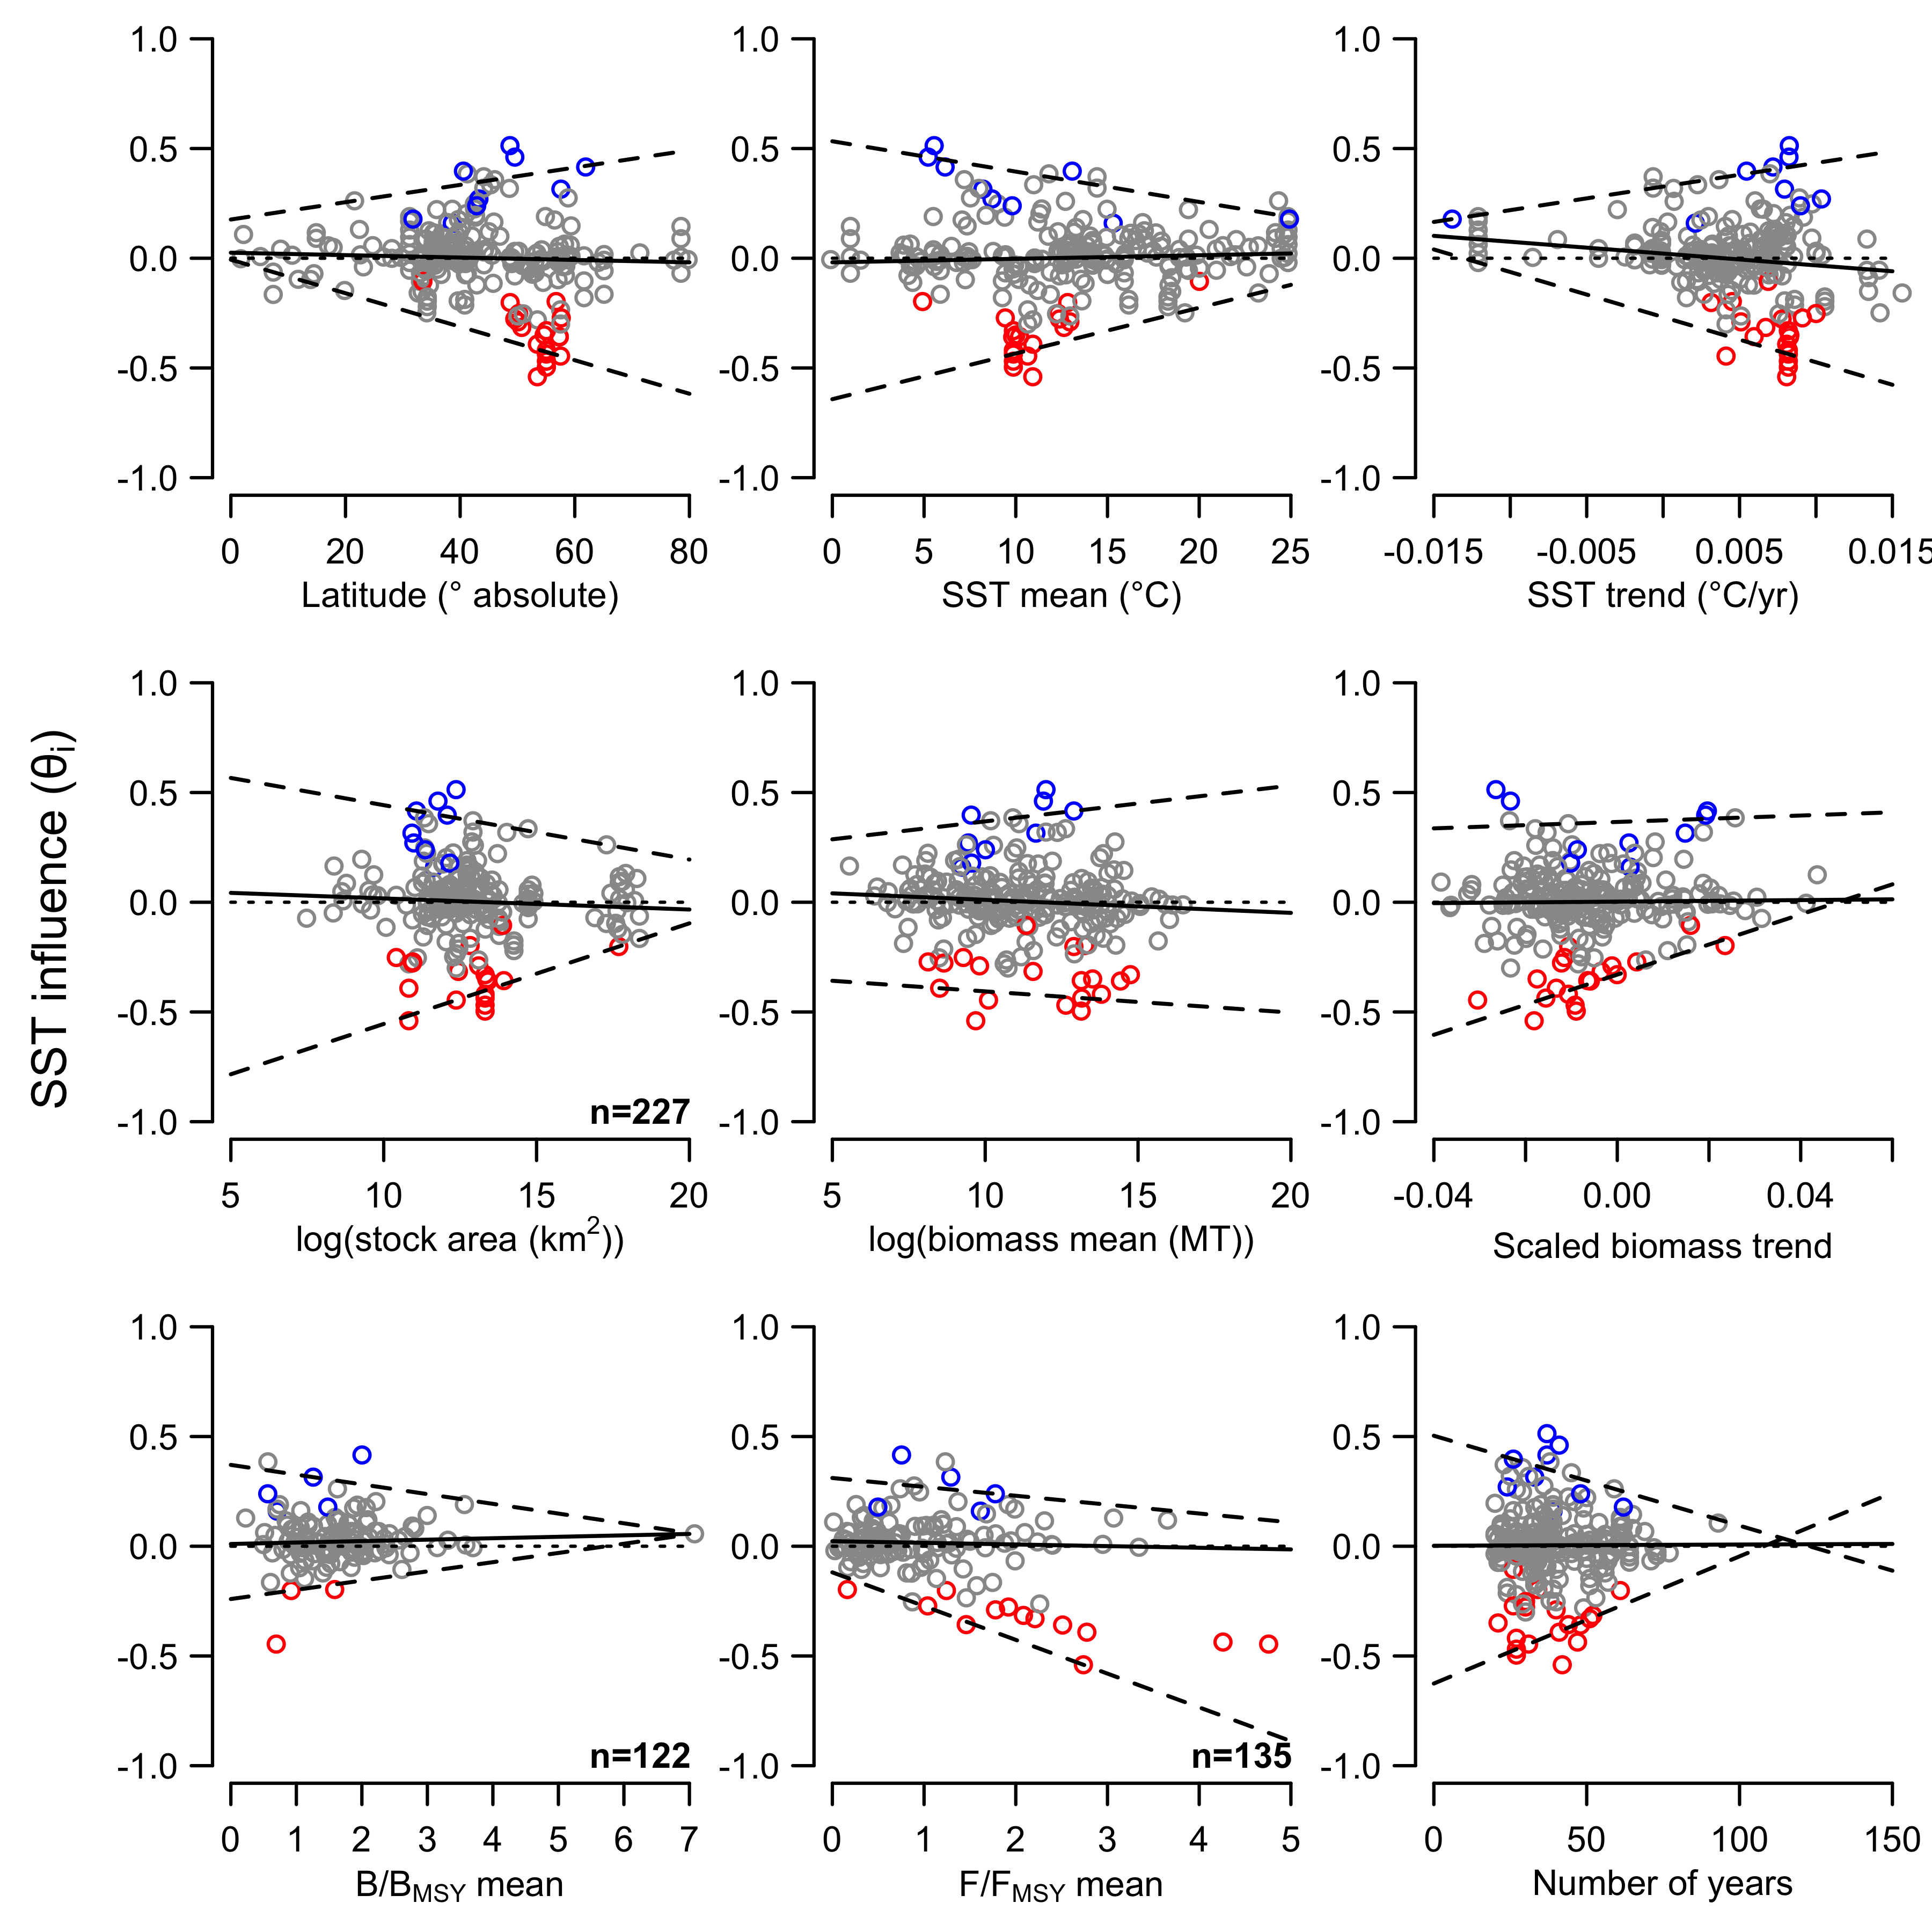 SST influence (θi)
1.0
0.5
0.0
-0.5
-1.0
0 20 40 60 80
Latitude (° absolute)
1.0
0.5
0.0
-0.5
-1.0
0 5 10 15 20 25
SST mean (°C)
1.0
0.5
0.0
-0.5
-1.0
-0.015 -0.005 0.005 0.015
SST trend (°C/yr)
1.0
0.5
0.0
-0.5
-1.0
n=227
5 10 15 20
log(stock area (km2))
1.0
0.5
0.0
-0.5
-1.0
5 10 15 20
log(biomass mean (MT))
1.0
0.5
0.0
-0.5
-1.0
-0.04 0.00 0.04
Scaled biomass trend
1.0
0.5
0.0
-0.5
-1.0
n=122
0 1 2 3 4 5 6 7
B/BMSY mean
1.0
0.5
0.0
-0.5
-1.0
n=135
0 1 2 3 4 5
F/FMSY mean
1.0
0.5
0.0
-0.5
-1.0
0 50 100 150
Number of years